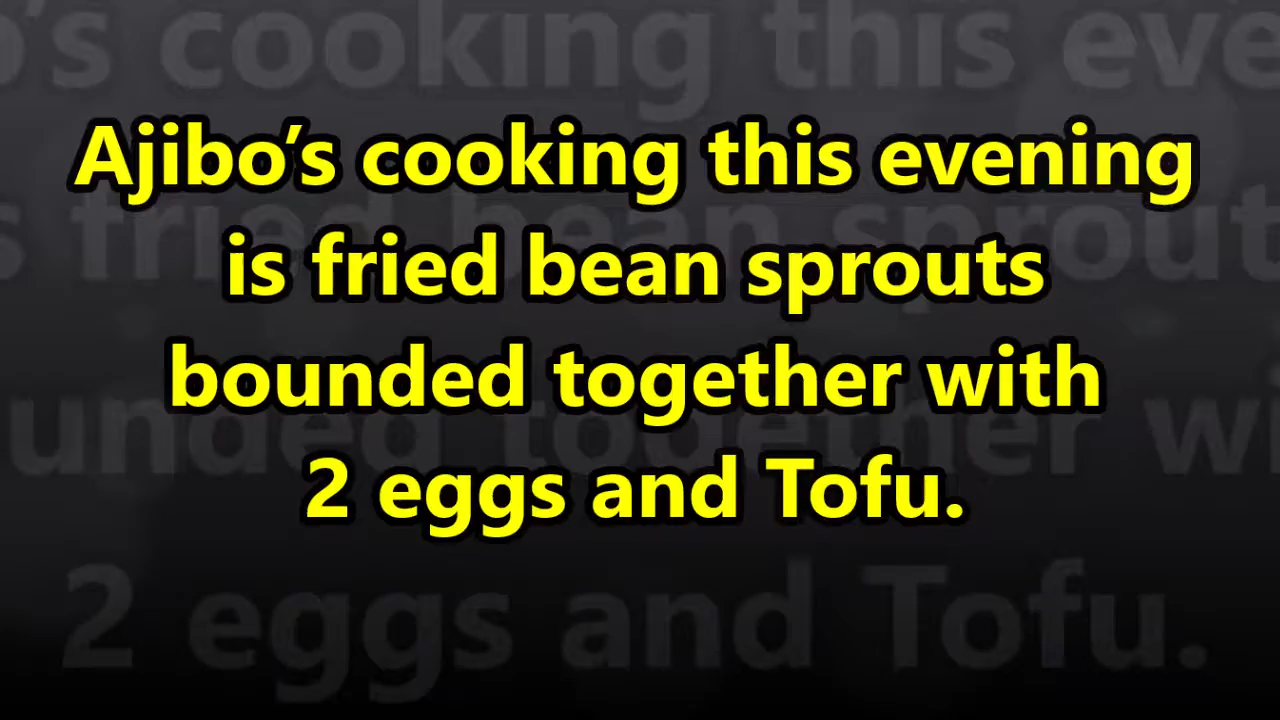 Ajibo’s cooking this evening
is fried bean sprouts
bounded together with
2 eggs and Tofu.